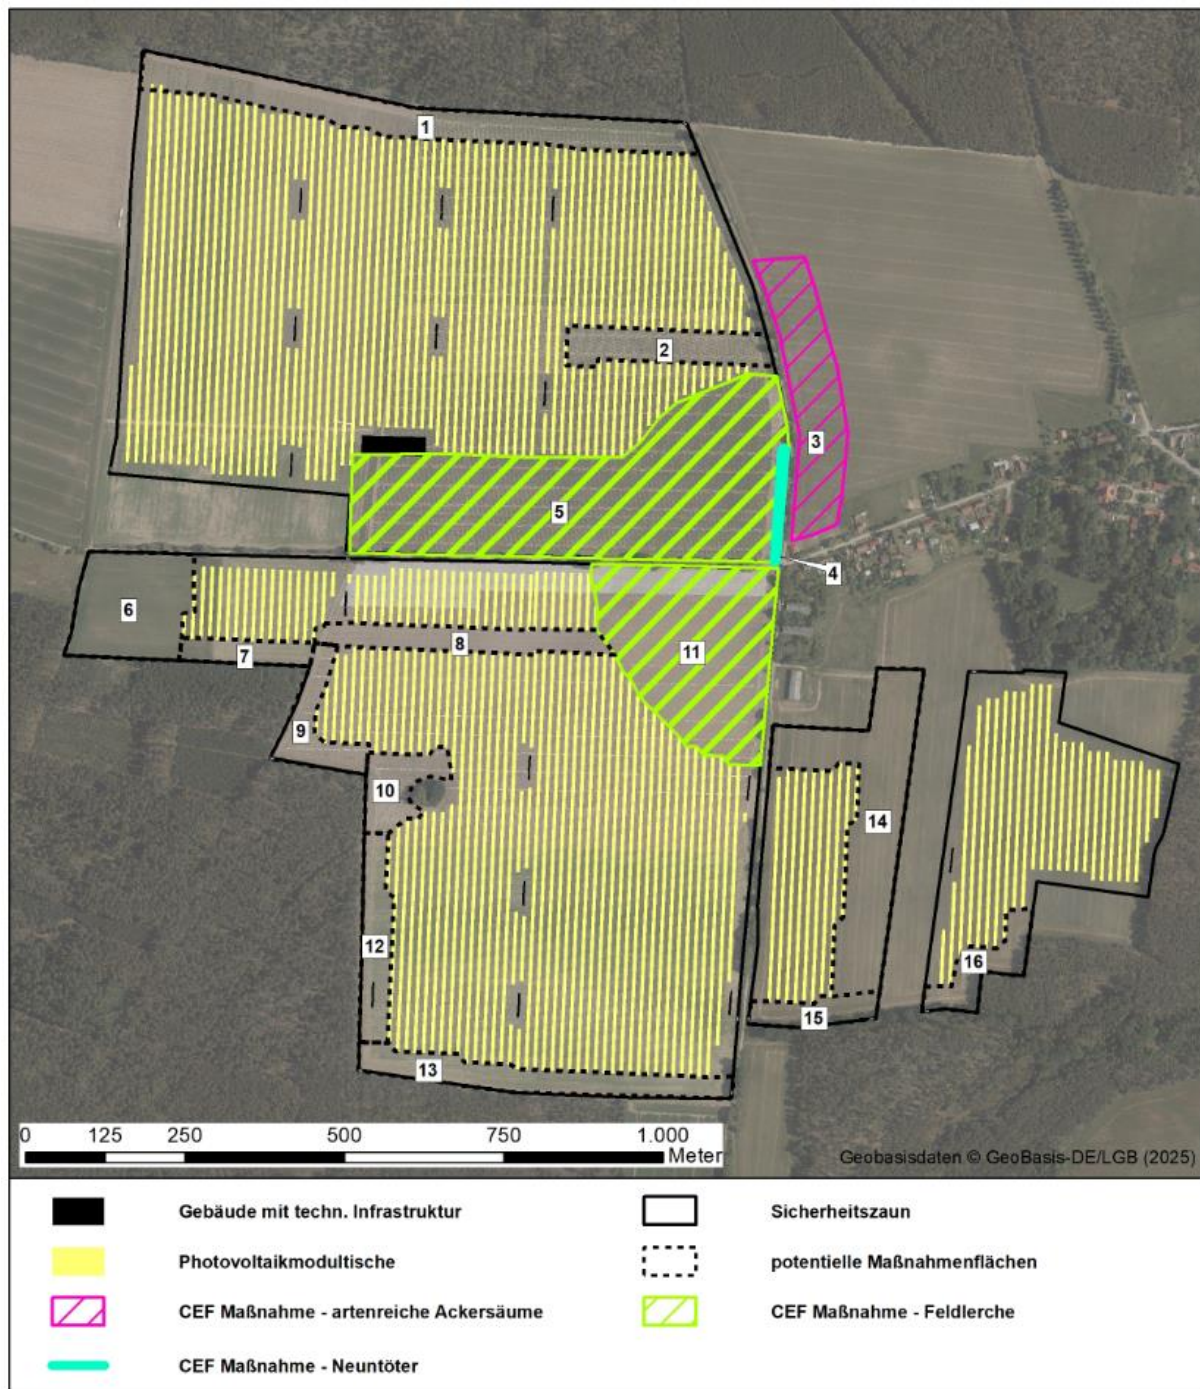 1
2
3
5
4
6
7
8
11
9
10
14
12
16
15
13
0 125 250 500 750 1.000
Meter
Geobasisdaten © GeoBasis-DE/LGB (2025)
Gebäude mit techn. Infrastruktur
Sicherheitszaun
Photovoltaikmodultische
potentielle Maßnahmenflächen
CEF Maßnahme - artenreiche Ackersäume
CEF Maßnahme - Feldlerche
CEF Maßnahme - Neuntöter